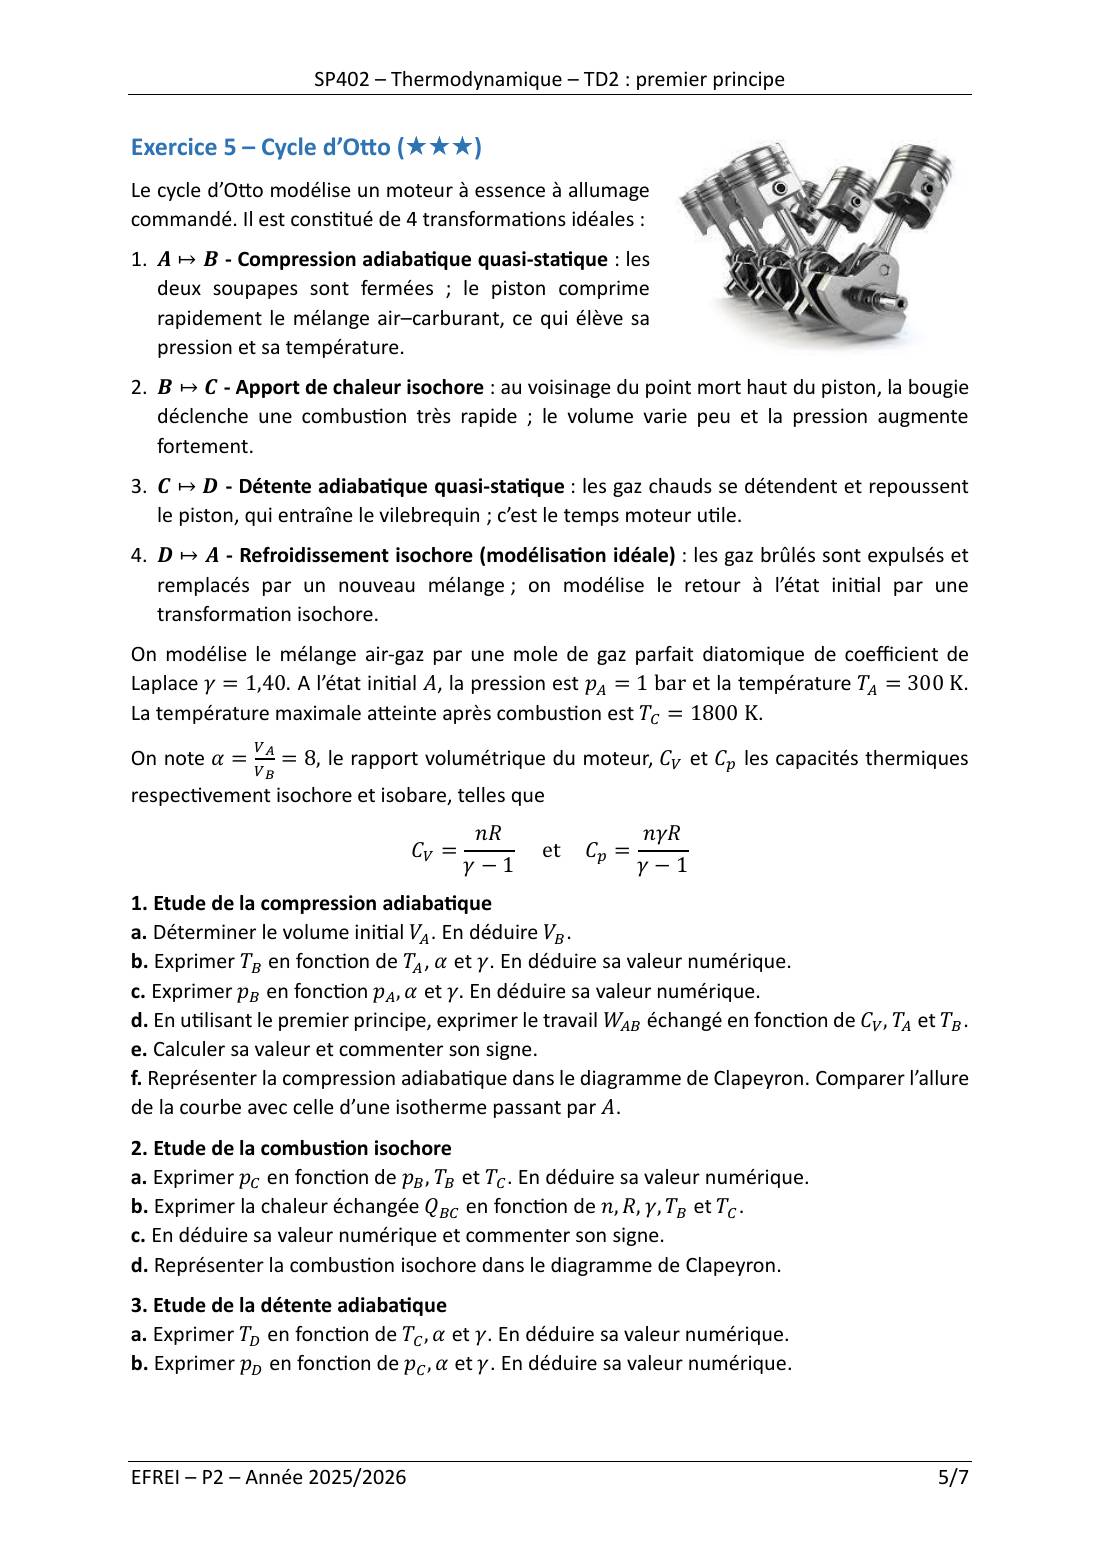 SP402 – Thermodynamique – TD2 : premier principe
Exercice 5 – Cycle d’Otto (★★★)
Le cycle d’Otto modélise un moteur à essence à allumage
commandé. Il est constitué de 4 transformations idéales :
1. A ↦ B - Compression adiabatique quasi-statique : les
deux soupapes sont fermées ; le piston comprime
rapidement le mélange air–carburant, ce qui élève sa
pression et sa température.
2. B ↦ C - Apport de chaleur isochore : au voisinage du point mort haut du piston, la bougie
déclenche une combustion très rapide ; le volume varie peu et la pression augmente
fortement.
3. C ↦ D - Détente adiabatique quasi-statique : les gaz chauds se détendent et repoussent
le piston, qui entraîne le vilebrequin ; c’est le temps moteur utile.
4. D ↦ A - Refroidissement isochore (modélisation idéale) : les gaz brûlés sont expulsés et
remplacés par un nouveau mélange ; on modélise le retour à l’état initial par une
transformation isochore.
On modélise le mélange air-gaz par une mole de gaz parfait diatomique de coefficient de
Laplace γ = 1,40. A l’état initial A, la pression est p_A = 1 bar et la température T_A = 300 K.
La température maximale atteinte après combustion est T_C = 1800 K.
On note α = V_A/V_B = 8, le rapport volumétrique du moteur, C_V et C_p les capacités thermiques
respectivement isochore et isobare, telles que
C_V = nR/(γ − 1) et C_p = nγR/(γ − 1)
1. Etude de la compression adiabatique
a. Déterminer le volume initial V_A. En déduire V_B.
b. Exprimer T_B en fonction de T_A, α et γ. En déduire sa valeur numérique.
c. Exprimer p_B en fonction p_A, α et γ. En déduire sa valeur numérique.
d. En utilisant le premier principe, exprimer le travail W_AB échangé en fonction de C_V, T_A et T_B.
e. Calculer sa valeur et commenter son signe.
f. Représenter la compression adiabatique dans le diagramme de Clapeyron. Comparer l’allure
de la courbe avec celle d’une isotherme passant par A.
2. Etude de la combustion isochore
a. Exprimer p_C en fonction de p_B, T_B et T_C. En déduire sa valeur numérique.
b. Exprimer la chaleur échangée Q_BC en fonction de n, R, γ, T_B et T_C.
c. En déduire sa valeur numérique et commenter son signe.
d. Représenter la combustion isochore dans le diagramme de Clapeyron.
3. Etude de la détente adiabatique
a. Exprimer T_D en fonction de T_C, α et γ. En déduire sa valeur numérique.
b. Exprimer p_D en fonction de p_C, α et γ. En déduire sa valeur numérique.
EFREI – P2 – Année 2025/2026 5/7